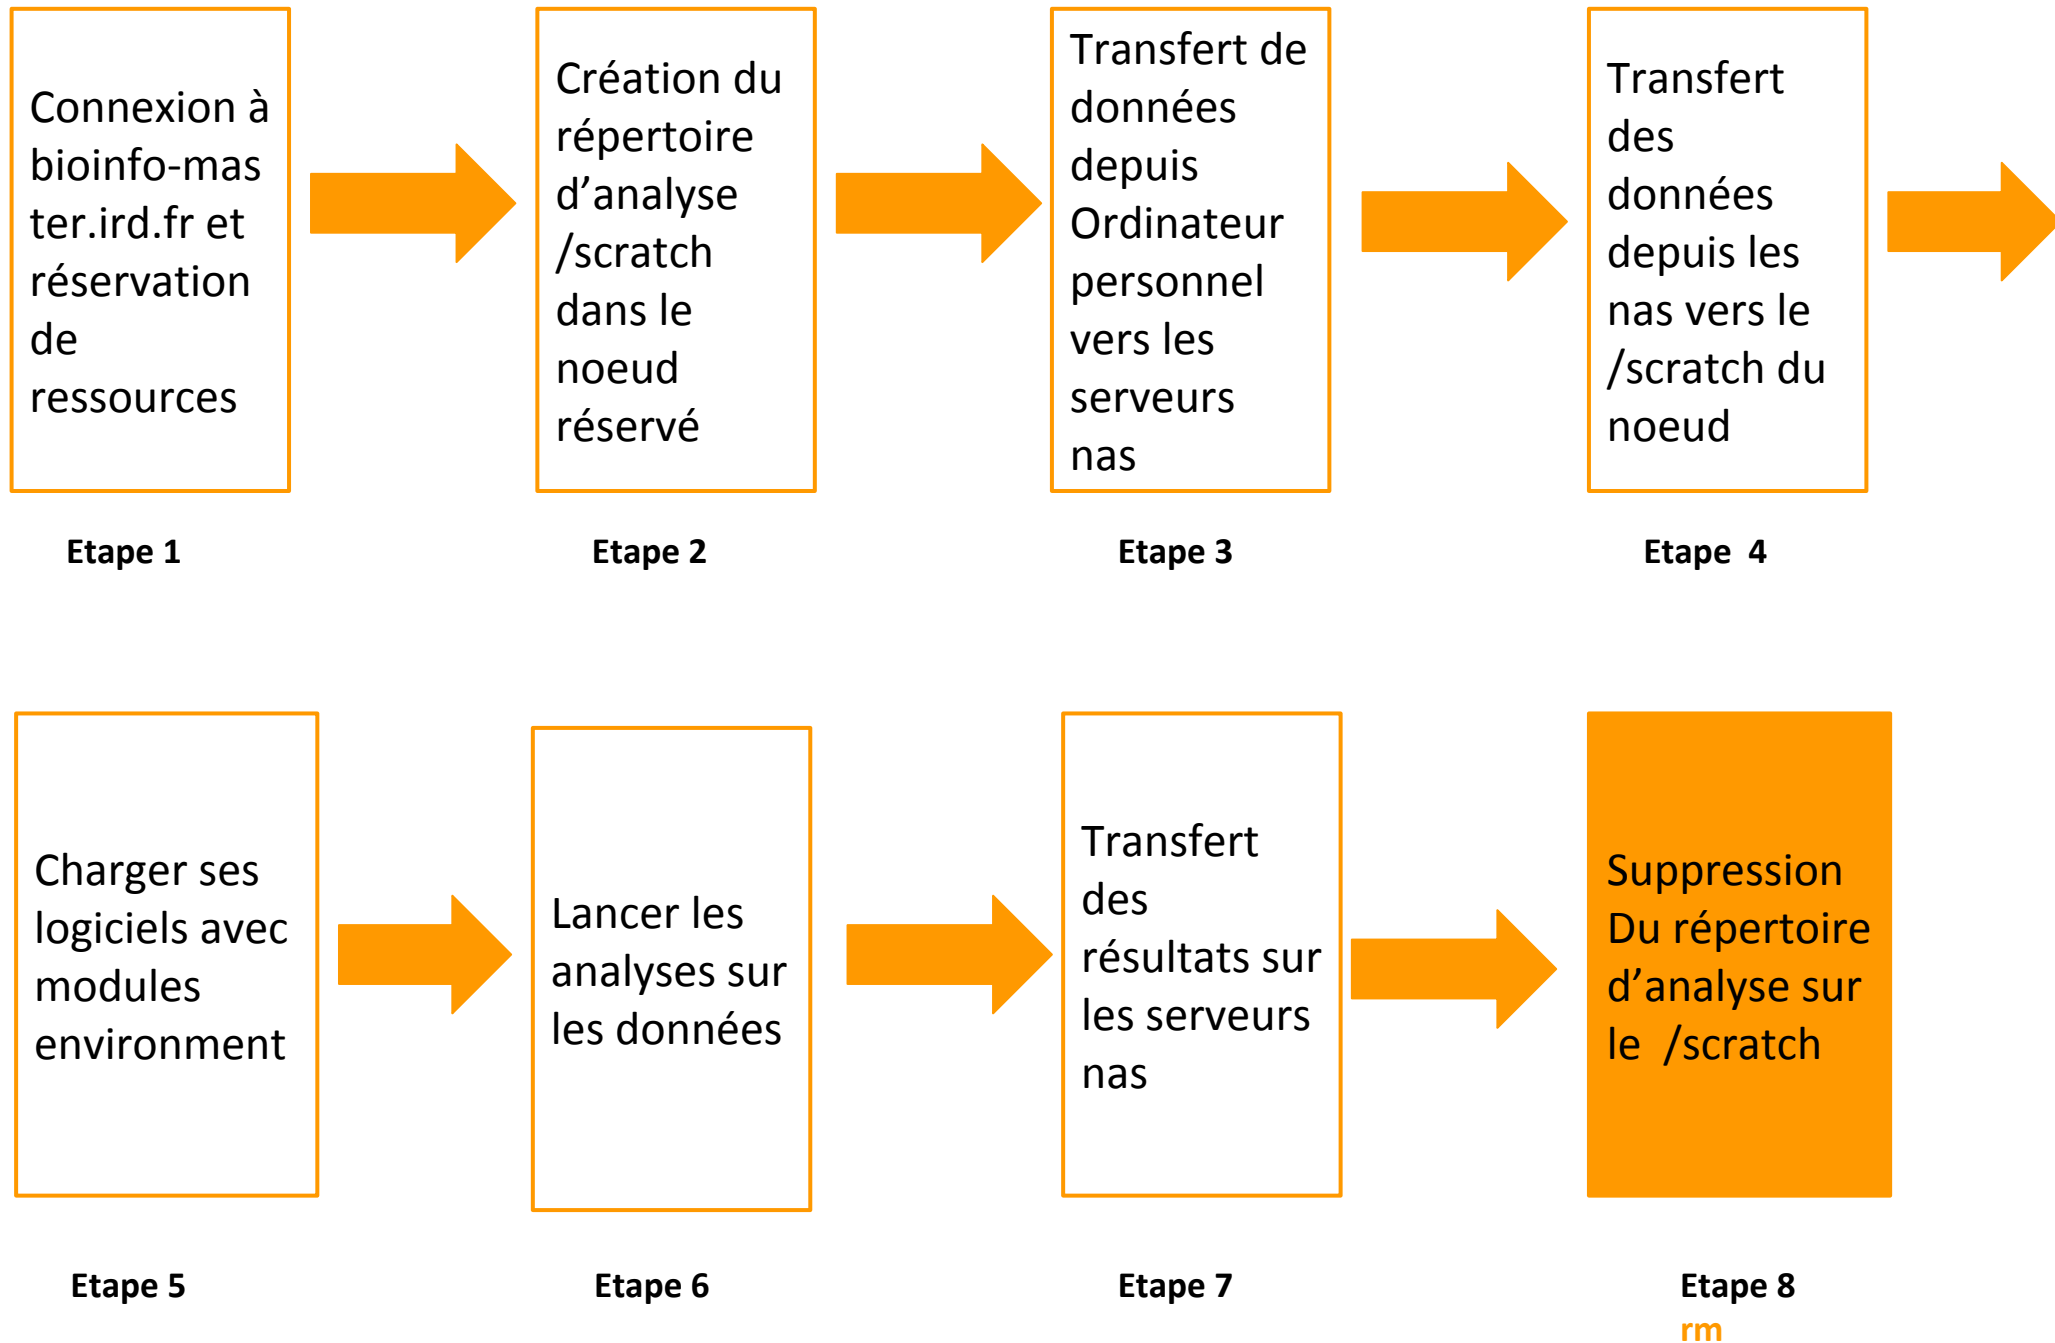 Connexion à
bioinfo-mas
ter.ird.fr et
réservation
de
ressources
Création du
répertoire
d’analyse
/scratch
dans le
noeud
réservé
Transfert de
données
depuis
Ordinateur
personnel
vers les
serveurs
nas
Transfert
des
données
depuis les
nas vers le
/scratch du
noeud
Etape 1
Etape 2
Etape 3
Etape  4
Charger ses
logiciels avec
modules
environment
Lancer les
analyses sur
les données
Transfert
des
résultats sur
les serveurs
nas
Suppression
Du répertoire
d’analyse sur
le  /scratch
Etape 5
Etape 6
Etape 7
Etape 8
rm